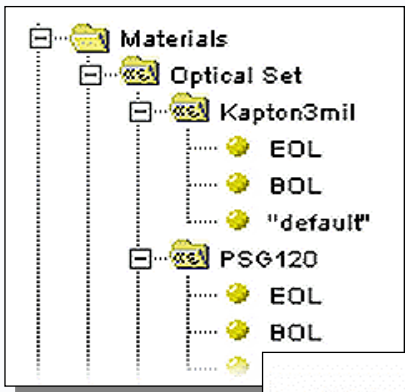 Materials
Optical Set
Kapton3mil
EOL
BOL
"default"
PSG120
EOL
BOL